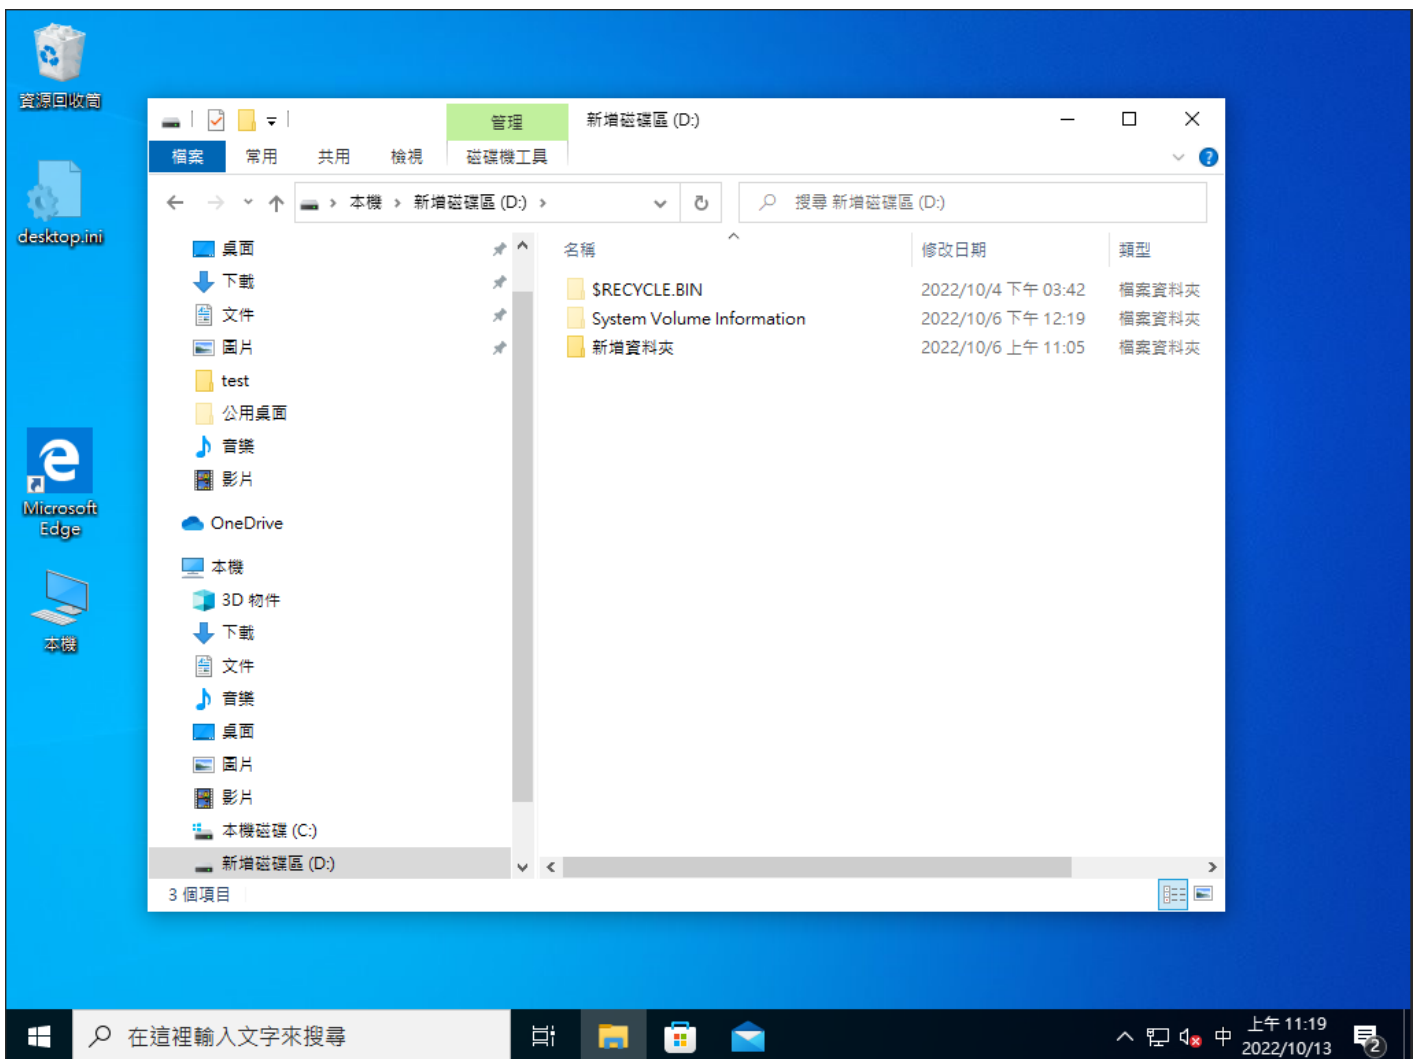 資源回收筒
desktop.ini
Microsoft
Edge
本機
管理
新增磁碟區 (D:)
檔案
常用
共用
檢視
磁碟機工具
本機
新增磁碟區 (D:)
搜尋 新增磁碟區 (D:)
桌面
下載
文件
圖片
test
公用桌面
音樂
影片
OneDrive
本機
3D 物件
下載
文件
音樂
桌面
圖片
影片
本機磁碟 (C:)
新增磁碟區 (D:)
名稱 修改日期 類型
$RECYCLE.BIN 2022/10/4 下午 03:42 檔案資料夾
System Volume Information 2022/10/6 下午 12:19 檔案資料夾
新增資料夾 2022/10/6 上午 11:05 檔案資料夾
3 個項目
在這裡輸入文字來搜尋
中
上午 11:19
2022/10/13
2